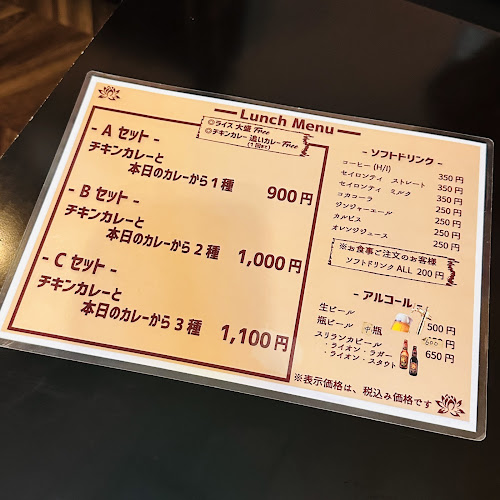 Lunch Menu
◎ライス 大盛 Free
◎チキンカレー 追いカレー Free
- A セット -
チキンカレーと
本日のカレーから1種 900円
- B セット -
チキンカレーと
本日のカレーから2種 1,000円
- C セット -
チキンカレーと
本日のカレーから3種 1,100円
- ソフトドリンク -
コーヒー (H/I) 350円
セイロンティ ストレート 350円
セイロンティ ミルク 350円
コカコーラ 250円
ジンジャーエール 250円
カルピス 250円
オレンジジュース 250円
※お食事ご注文のお客様
ソフトドリンク ALL 200円
- アルコール -
生ビール 500円
瓶ビール 中瓶 円
スリランカビール 650円
・ライオン・ラガー
・ライオン・スタウト
※表示価格は、税込み価格です